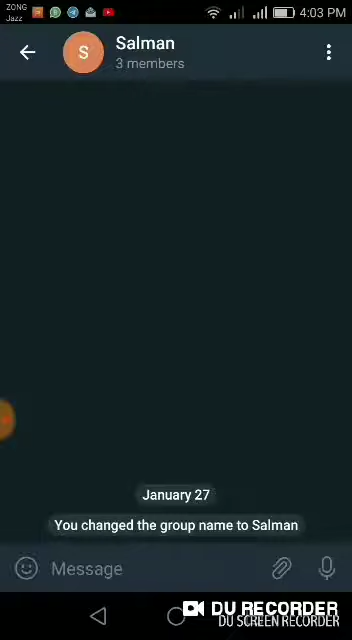 ZONG
Jazz
4:03 PM
S
Salman
3 members
January 27
You changed the group name to Salman
Message
DU RECORDER
DU SCREEN RECORDER